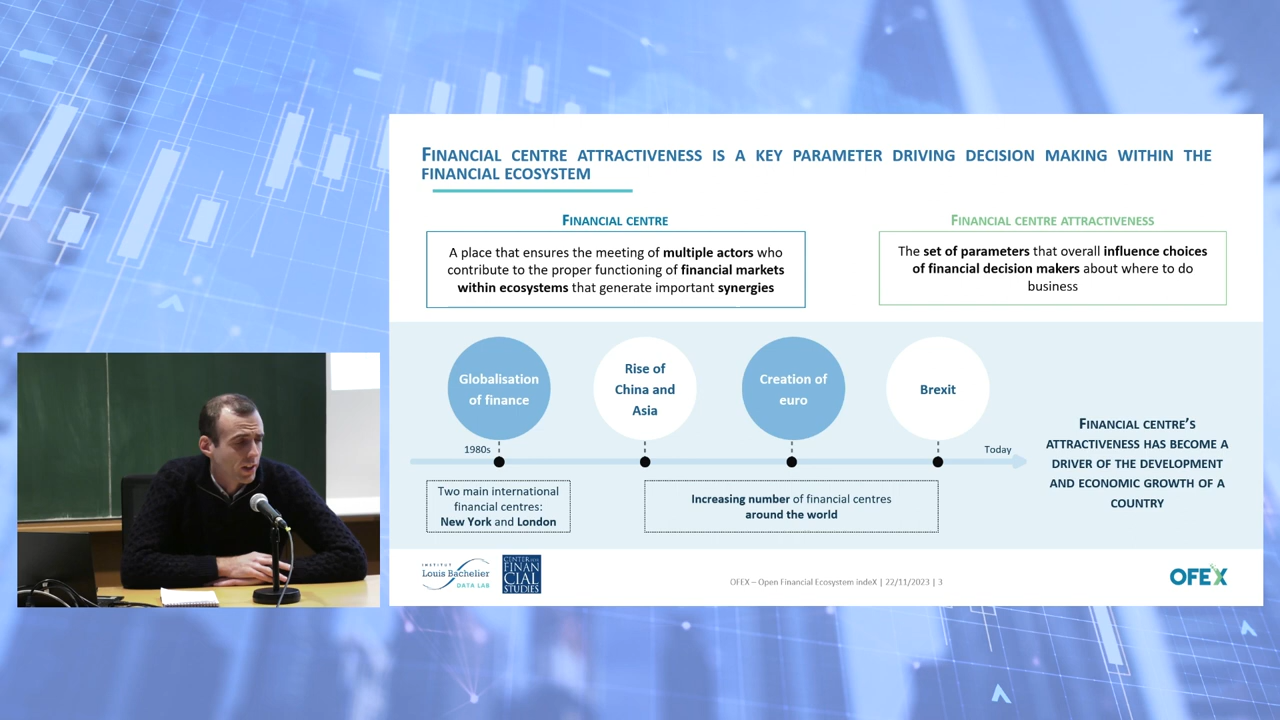 FINANCIAL CENTRE ATTRACTIVENESS IS A KEY PARAMETER DRIVING DECISION MAKING WITHIN THE
FINANCIAL ECOSYSTEM
FINANCIAL CENTRE
A place that ensures the meeting of multiple actors who
contribute to the proper functioning of financial markets
within ecosystems that generate important synergies
FINANCIAL CENTRE ATTRACTIVENESS
The set of parameters that overall influence choices
of financial decision makers about where to do
business
Globalisation
of finance
Rise of
China and
Asia
Creation of
euro
Brexit
1980s
Today
Two main international
financial centres:
New York and London
Increasing number of financial centres
around the world
FINANCIAL CENTRE'S
ATTRACTIVENESS HAS BECOME A
DRIVER OF THE DEVELOPMENT
AND ECONOMIC GROWTH OF A
COUNTRY
INSTITUT
Louis Bachelier
DATA LAB
CENTER FOR
FINAN
CIAL
STUDIES
OFEX – Open Financial Ecosystem indeX | 22/11/2023 | 3
OFEX